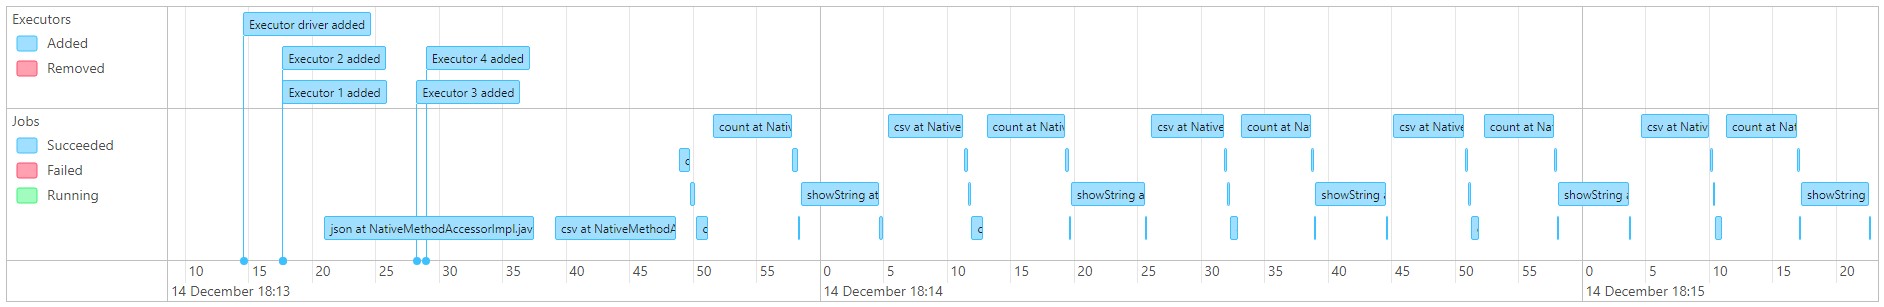 Executors
Added
Removed
Executor driver added
Executor 2 added
Executor 4 added
Executor 1 added
Executor 3 added
Jobs
Succeeded
Failed
Running
count at Nativ
csv at Native
count at Nativ
csv at Native
count at Nat
csv at Native
count at Nat
csv at Nativ
count at Nat
c
showString at
showString a
showString a
showString a
showString
json at NativeMethodAccessorImpl.jav
csv at NativeMethodA
c
c
10 15 20 25 30 35 40 45 50 55 0 5 10 15 20 25 30 35 40 45 50 55 0 5 10 15 20
14 December 18:13 14 December 18:14 14 December 18:15